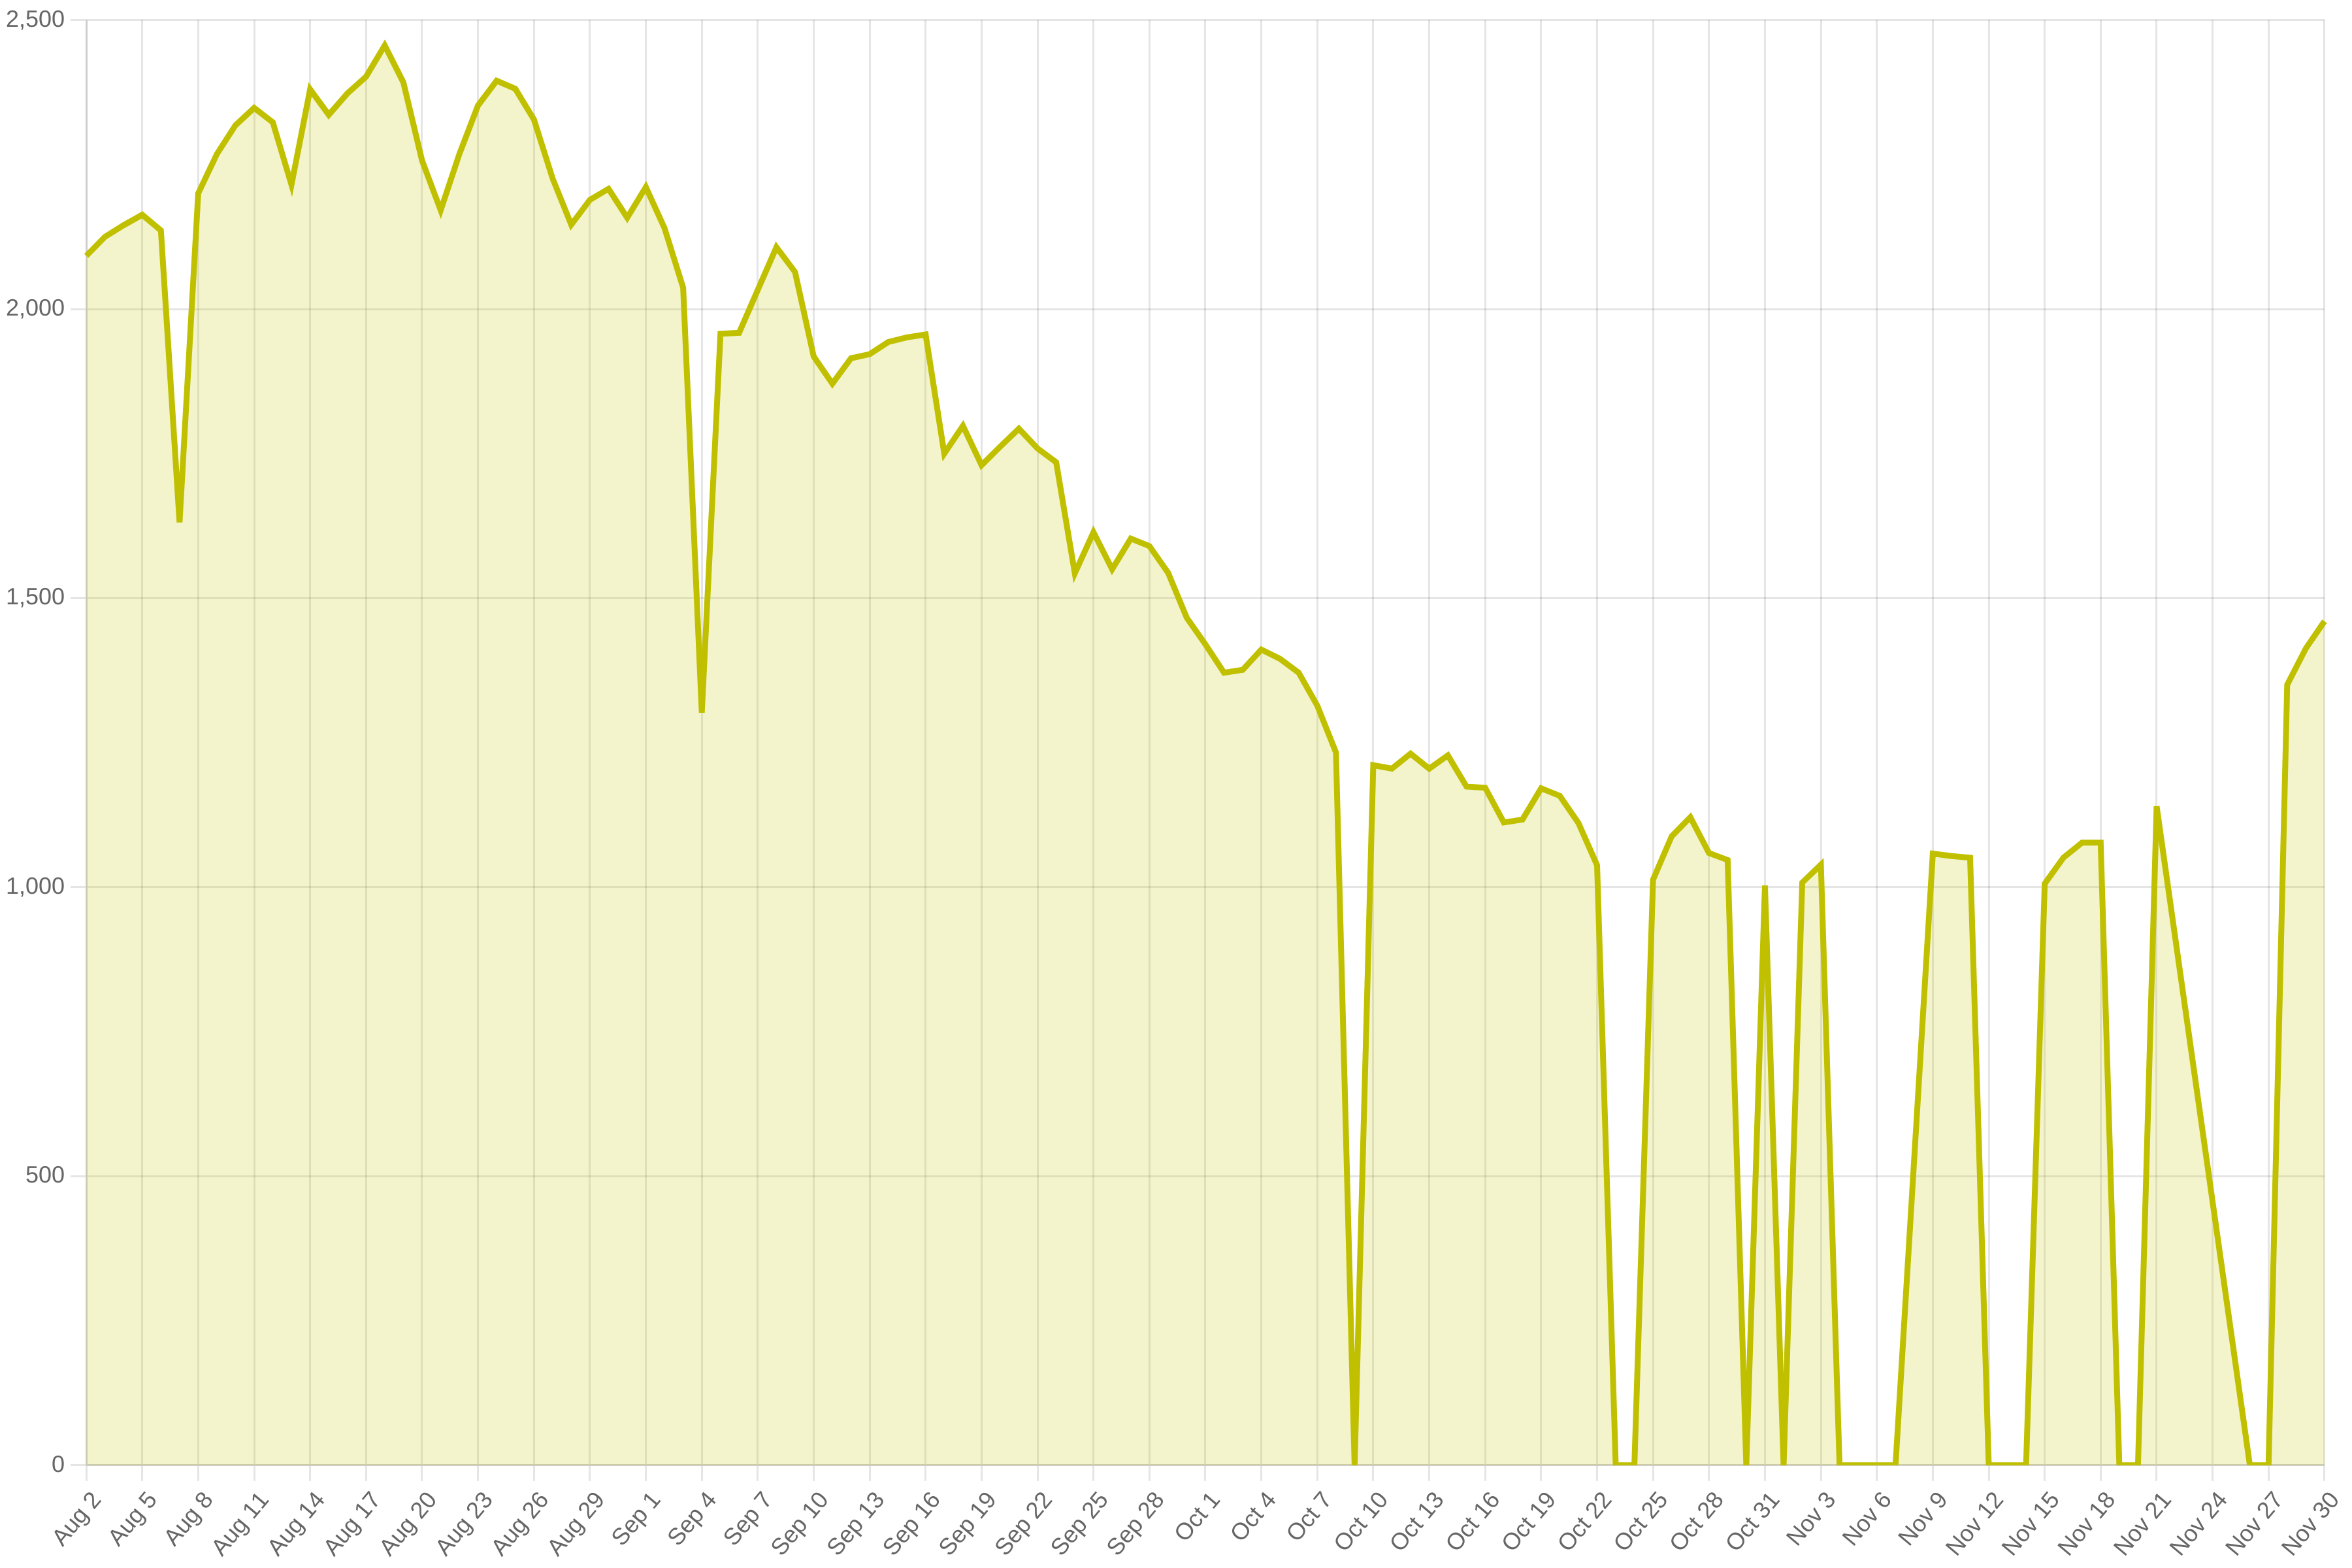 2,500
2,000
1,500
1,000
500
0
Aug 2
Aug 5
Aug 8
Aug 11
Aug 14
Aug 17
Aug 20
Aug 23
Aug 26
Aug 29
Sep 1
Sep 4
Sep 7
Sep 10
Sep 13
Sep 16
Sep 19
Sep 22
Sep 25
Sep 28
Oct 1
Oct 4
Oct 7
Oct 10
Oct 13
Oct 16
Oct 19
Oct 22
Oct 25
Oct 28
Oct 31
Nov 3
Nov 6
Nov 9
Nov 12
Nov 15
Nov 18
Nov 21
Nov 24
Nov 27
Nov 30